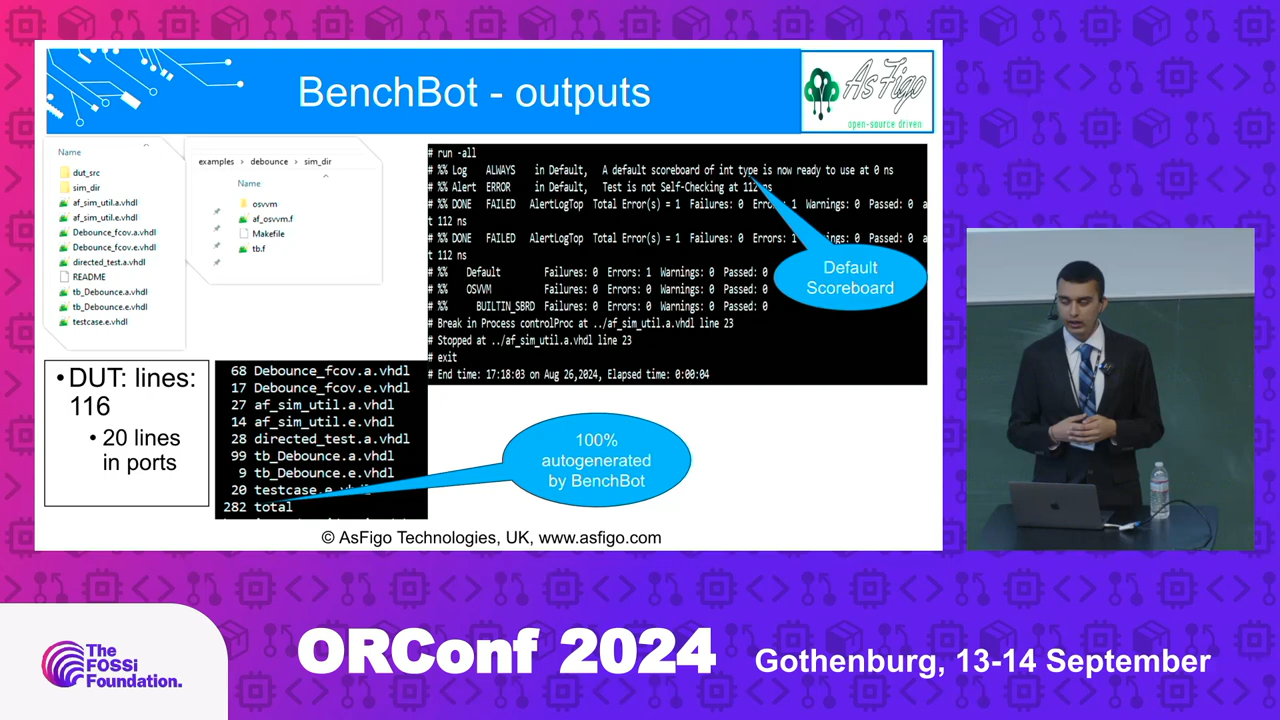 BenchBot - outputs
AsFigo
open-source driven
Name
dut_src
sim_dir
af_sim_util.a.vhdl
af_sim_util.e.vhdl
Debounce_fcov.a.vhdl
Debounce_fcov.e.vhdl
directed_test.a.vhdl
README
tb_Debounce.a.vhdl
tb_Debounce.e.vhdl
testcase.e.vhdl
examples > debounce > sim_dir
Name
osvvm
af_osvvm.f
Makefile
tb.f
# run -all
# %% Log ALWAYS in Default, A default scoreboard of int type is now ready to use at 0 ns
# %% Alert ERROR in Default, Test is not Self-Checking at 112 ns
# %% DONE FAILED AlertLogTop Total Error(s) = 1 Failures: 0 Errors: 1 Warnings: 0 Passed: 0 a
t 112 ns
# %% DONE FAILED AlertLogTop Total Error(s) = 1 Failures: 0 Errors: 1 Warnings: 0 Passed: 0 a
t 112 ns
# %% Default Failures: 0 Errors: 1 Warnings: 0 Passed: 0
# %% OSVVM Failures: 0 Errors: 0 Warnings: 0 Passed: 0
# %% BUILTIN_SBRD Failures: 0 Errors: 0 Warnings: 0 Passed: 0
# Break in Process controlProc at ../af_sim_util.a.vhdl line 23
# Stopped at ../af_sim_util.a.vhdl line 23
# exit
# End time: 17:18:03 on Aug 26,2024, Elapsed time: 0:00:04
Default
Scoreboard
• DUT: lines:
116
• 20 lines
in ports
68 Debounce_fcov.a.vhdl
17 Debounce_fcov.e.vhdl
27 af_sim_util.a.vhdl
14 af_sim_util.e.vhdl
28 directed_test.a.vhdl
99 tb_Debounce.a.vhdl
9 tb_Debounce.e.vhdl
20 testcase.e.vhdl
282 total
100%
autogenerated
by BenchBot
© AsFigo Technologies, UK, www.asfigo.com
The
FOSSi
Foundation.
ORConf 2024
Gothenburg, 13-14 September